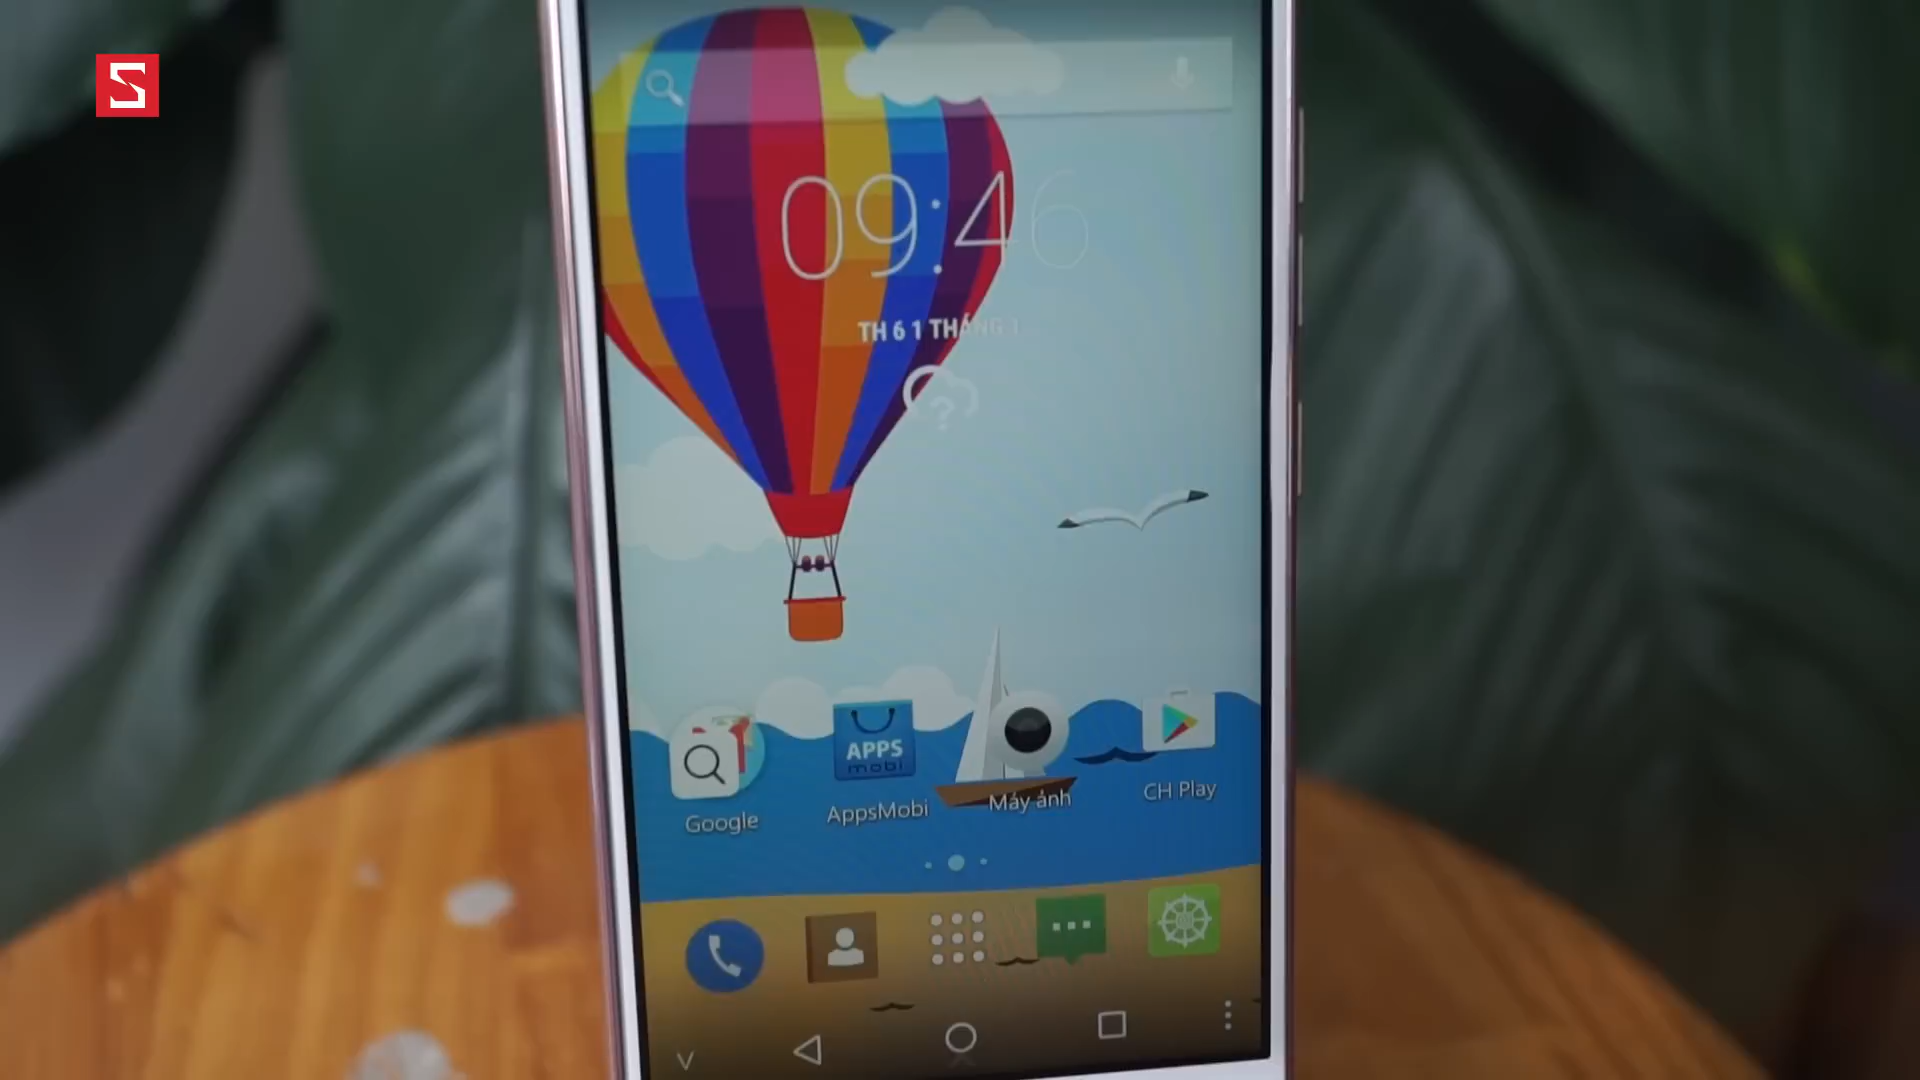 S
09:46
TH 6 1 THÁNG 1
?
APPS
mobi
Google
AppsMobi
Máy ảnh
CH Play